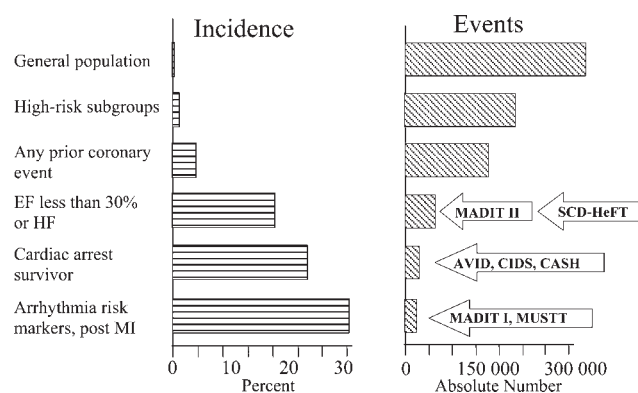 Incidence
Events
General population
High-risk subgroups
Any prior coronary
event
EF less than 30%
or HF
MADIT II
SCD-HeFT
Cardiac arrest
survivor
AVID, CIDS, CASH
Arrhythmia risk
markers, post MI
MADIT I, MUSTT
0 10 20 30
Percent
0 150 000 300 000
Absolute Number